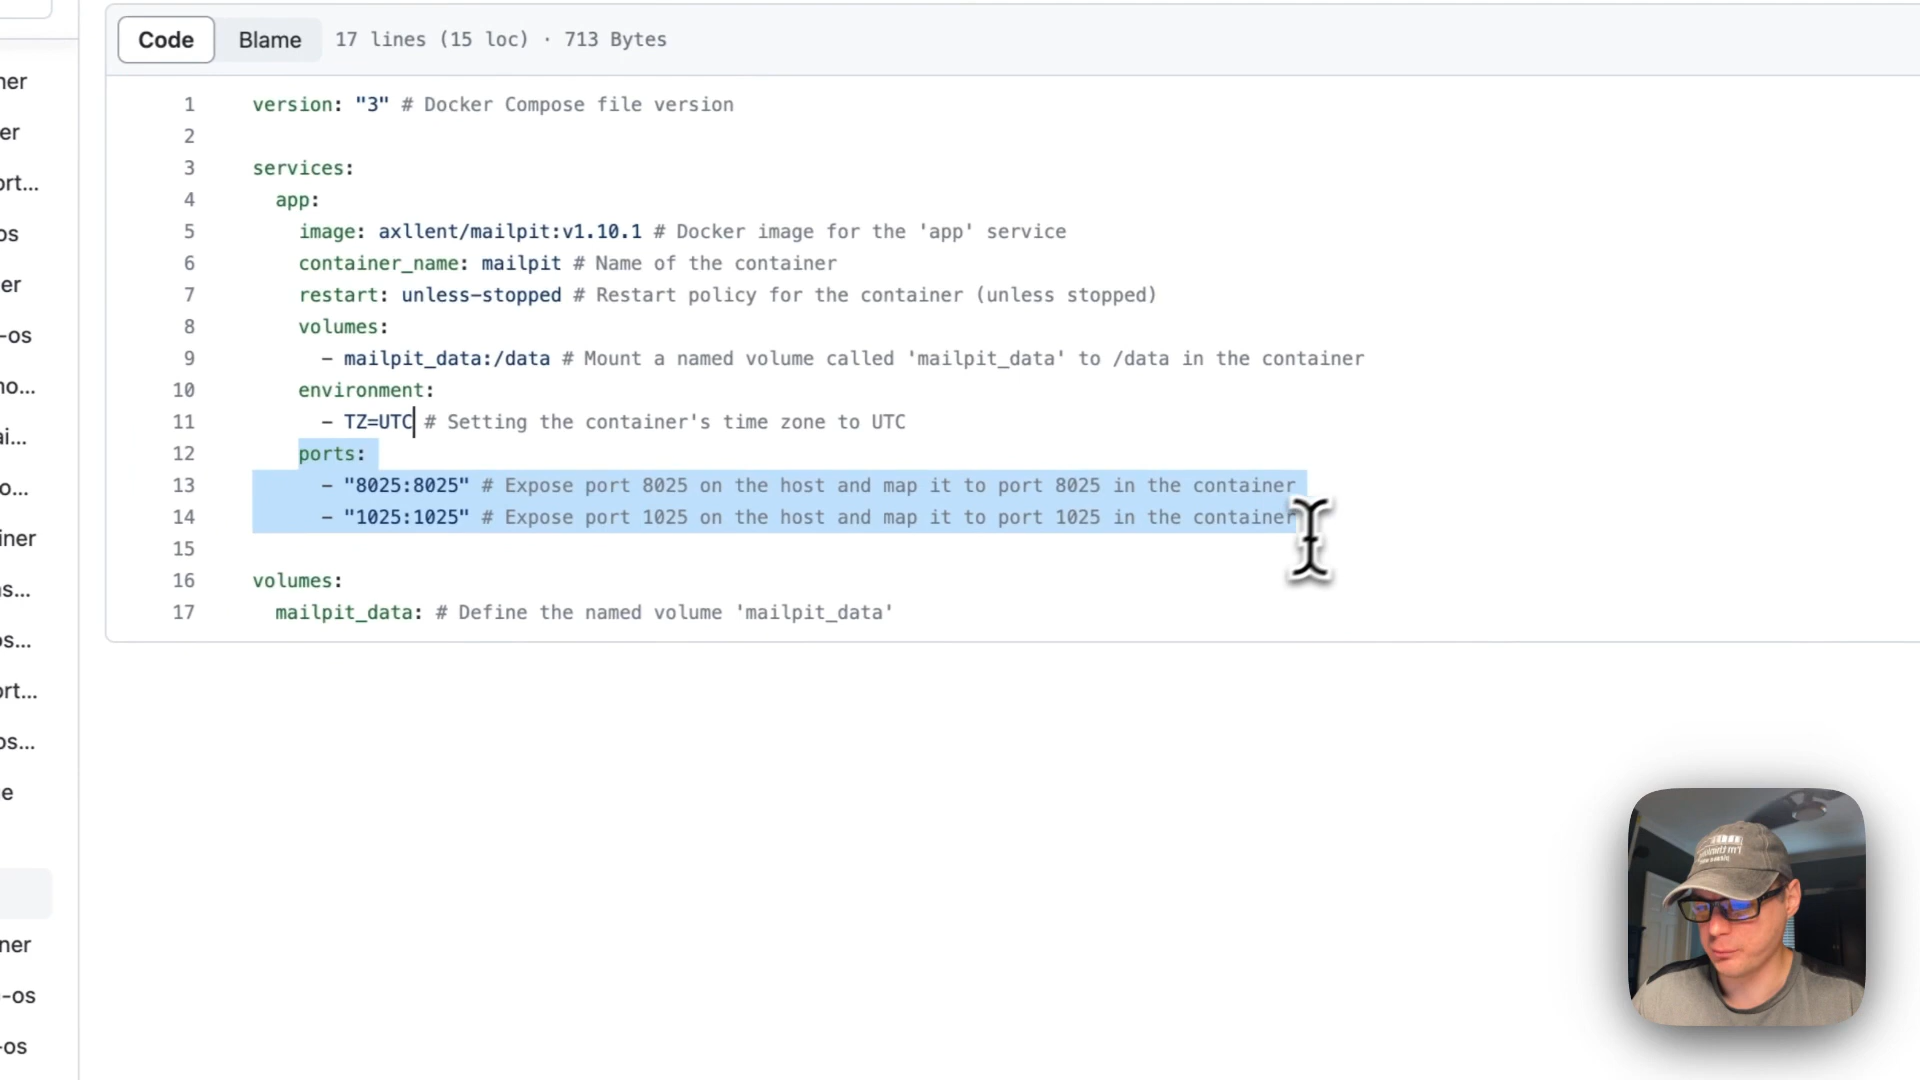 Code Blame 17 lines (15 loc) · 713 Bytes
ner
er
ort...
os
er
-os
no...
ai...
o...
iner
s...
os...
ort...
os...
e
ner
-os
-os
1 version: "3" # Docker Compose file version
2
3 services:
4 app:
5 image: axllent/mailpit:v1.10.1 # Docker image for the 'app' service
6 container_name: mailpit # Name of the container
7 restart: unless-stopped # Restart policy for the container (unless stopped)
8 volumes:
9 - mailpit_data:/data # Mount a named volume called 'mailpit_data' to /data in the container
10 environment:
11 - TZ=UTC # Setting the container's time zone to UTC
12 ports:
13 - "8025:8025" # Expose port 8025 on the host and map it to port 8025 in the container
14 - "1025:1025" # Expose port 1025 on the host and map it to port 1025 in the container
15
16 volumes:
17 mailpit_data: # Define the named volume 'mailpit_data'